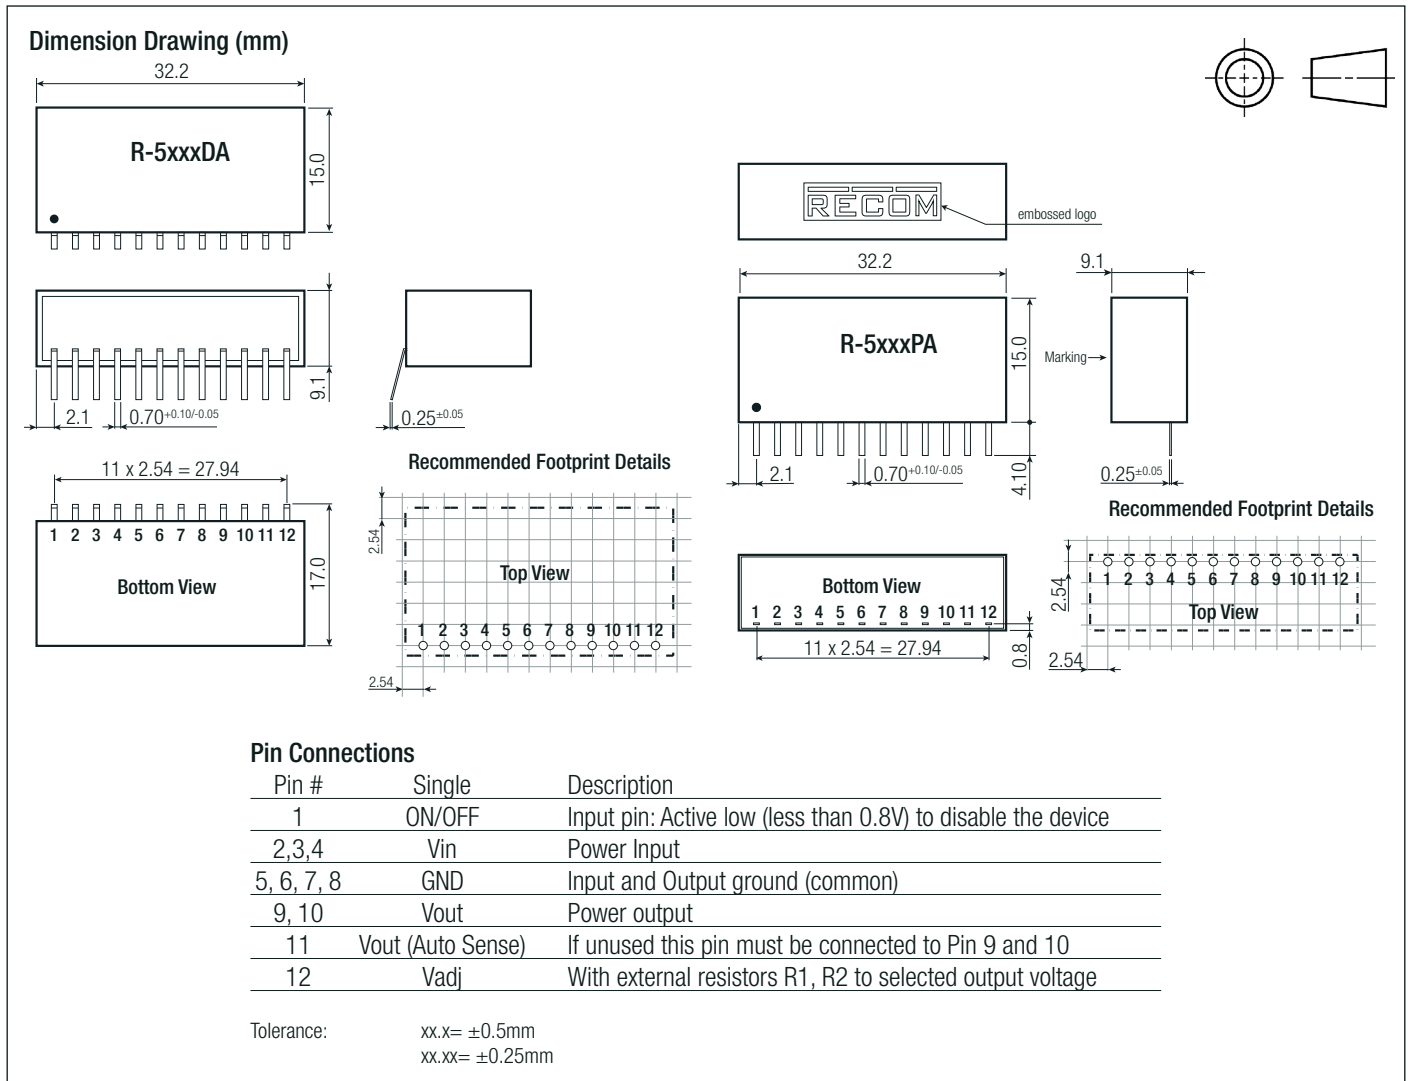 Dimension Drawing (mm)
32.2
R-5xxxDA
15.0
9.1
2.1
0.70+0.10/-0.05
0.25±0.05
11 x 2.54 = 27.94
1 2 3 4 5 6 7 8 9 10 11 12
Bottom View
17.0
Recommended Footprint Details
2.54
Top View
1 2 3 4 5 6 7 8 9 10 11 12
2.54
RECOM
embossed logo
32.2
9.1
R-5xxxPA
15.0
Marking
2.1
0.70+0.10/-0.05
4.10
0.25±0.05
Bottom View
1 2 3 4 5 6 7 8 9 10 11 12
11 x 2.54 = 27.94
0.8
Recommended Footprint Details
1 2 3 4 5 6 7 8 9 10 11 12
2.54
Top View
2.54
Pin Connections
Pin # Single Description
1 ON/OFF Input pin: Active low (less than 0.8V) to disable the device
2,3,4 Vin Power Input
5, 6, 7, 8 GND Input and Output ground (common)
9, 10 Vout Power output
11 Vout (Auto Sense) If unused this pin must be connected to Pin 9 and 10
12 Vadj With external resistors R1, R2 to selected output voltage
Tolerance: xx.x= ±0.5mm
xx.xx= ±0.25mm